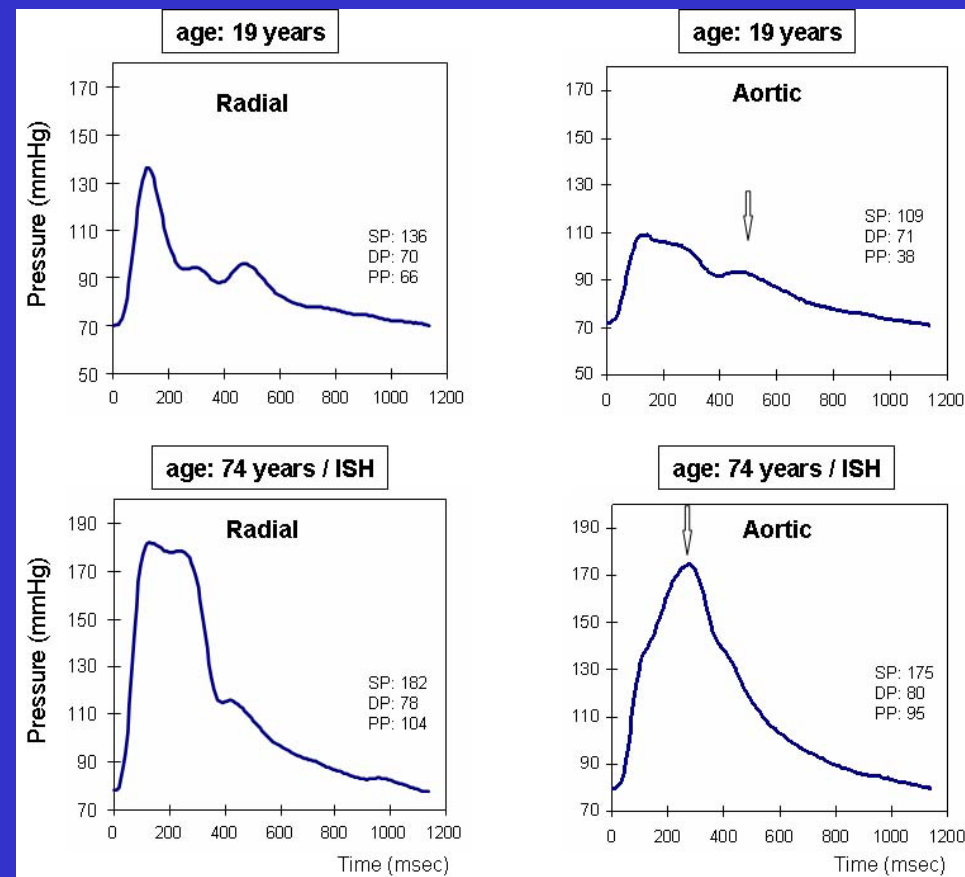 age: 19 years
Radial
Pressure (mmHg)
170
150
130
110
90
70
50
SP: 136
DP: 70
PP: 66
0 200 400 600 800 1000 1200
age: 19 years
Aortic
170
150
130
110
90
70
50
SP: 109
DP: 71
PP: 38
0 200 400 600 800 1000 1200
age: 74 years / ISH
Radial
Pressure (mmHg)
190
170
150
130
110
90
70
SP: 182
DP: 78
PP: 104
0 200 400 600 800 1000 1200
Time (msec)
age: 74 years / ISH
Aortic
190
170
150
130
110
90
70
SP: 175
DP: 80
PP: 95
0 200 400 600 800 1000 1200
Time (msec)